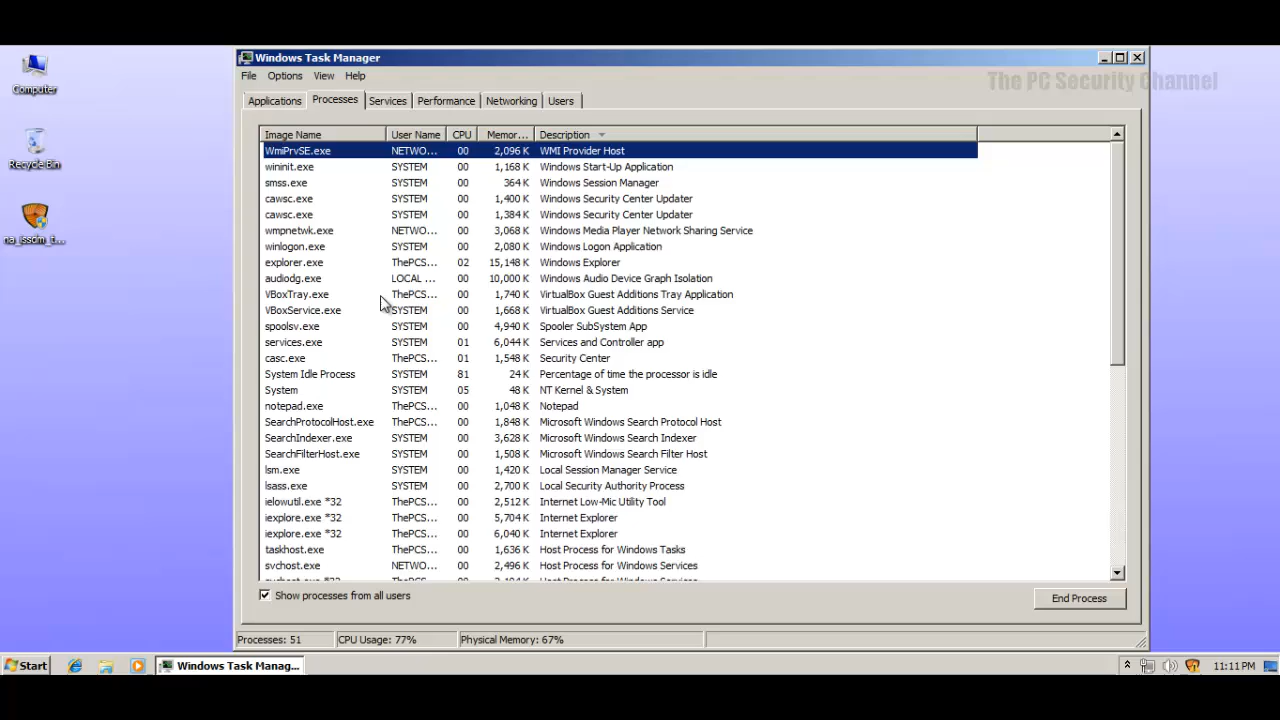 Windows Task Manager
The PC Security Channel
File Options View Help
Computer
Applications Processes Services Performance Networking Users
Image Name User Name CPU Memor... Description
WmiPrvSE.exe NETWO... 00 2,096 K WMI Provider Host
Recycle Bin
wininit.exe SYSTEM 00 1,168 K Windows Start-Up Application
smss.exe SYSTEM 00 364 K Windows Session Manager
cawsc.exe SYSTEM 00 1,400 K Windows Security Center Updater
cawsc.exe SYSTEM 00 1,384 K Windows Security Center Updater
wmpnetwk.exe NETWO... 00 3,068 K Windows Media Player Network Sharing Service
winlogon.exe SYSTEM 00 2,080 K Windows Logon Application
explorer.exe ThePCS... 02 15,148 K Windows Explorer
audiodg.exe LOCAL ... 00 10,000 K Windows Audio Device Graph Isolation
VBoxTray.exe ThePCS... 00 1,740 K VirtualBox Guest Additions Tray Application
VBoxService.exe SYSTEM 00 1,668 K VirtualBox Guest Additions Service
spoolsv.exe SYSTEM 00 4,940 K Spooler SubSystem App
services.exe SYSTEM 01 6,044 K Services and Controller app
casc.exe ThePCS... 01 1,548 K Security Center
System Idle Process SYSTEM 81 24 K Percentage of time the processor is idle
System SYSTEM 05 48 K NT Kernel & System
notepad.exe ThePCS... 00 1,048 K Notepad
SearchProtocolHost.exe ThePCS... 00 1,848 K Microsoft Windows Search Protocol Host
SearchIndexer.exe SYSTEM 00 3,628 K Microsoft Windows Search Indexer
SearchFilterHost.exe SYSTEM 00 1,508 K Microsoft Windows Search Filter Host
lsm.exe SYSTEM 00 1,420 K Local Session Manager Service
lsass.exe SYSTEM 00 2,700 K Local Security Authority Process
ielowutil.exe *32 ThePCS... 00 2,512 K Internet Low-Mic Utility Tool
iexplore.exe *32 ThePCS... 00 5,704 K Internet Explorer
iexplore.exe *32 ThePCS... 00 6,040 K Internet Explorer
taskhost.exe ThePCS... 00 1,636 K Host Process for Windows Tasks
svchost.exe NETWO... 00 2,496 K Host Process for Windows Services
Show processes from all users
End Process
Processes: 51 CPU Usage: 77% Physical Memory: 67%
Start Windows Task Manag... 11:11 PM